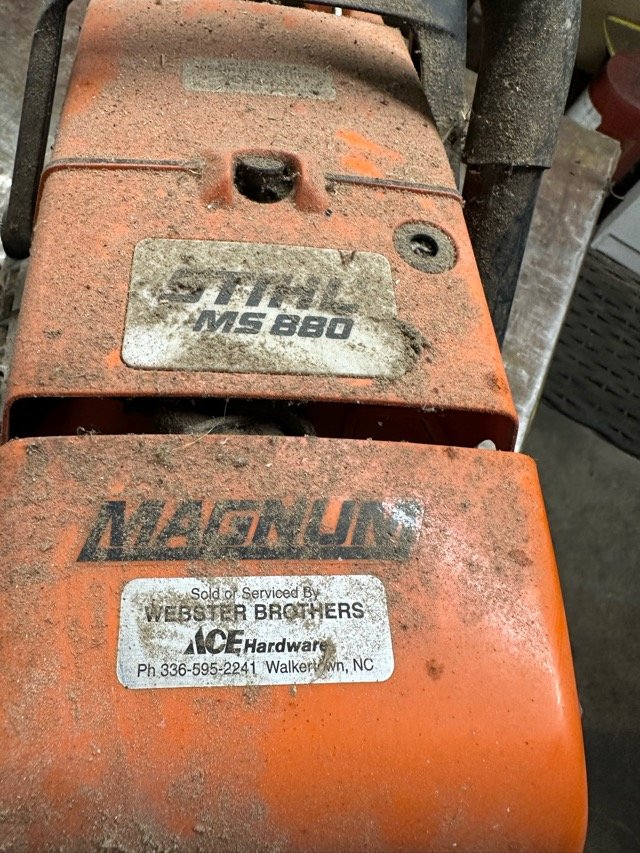 STIHL
MS 880
MAGNUM
Sold or Serviced By
WEBSTER BROTHERS
ACE Hardware
Ph 336-595-2241 Walkertown, NC